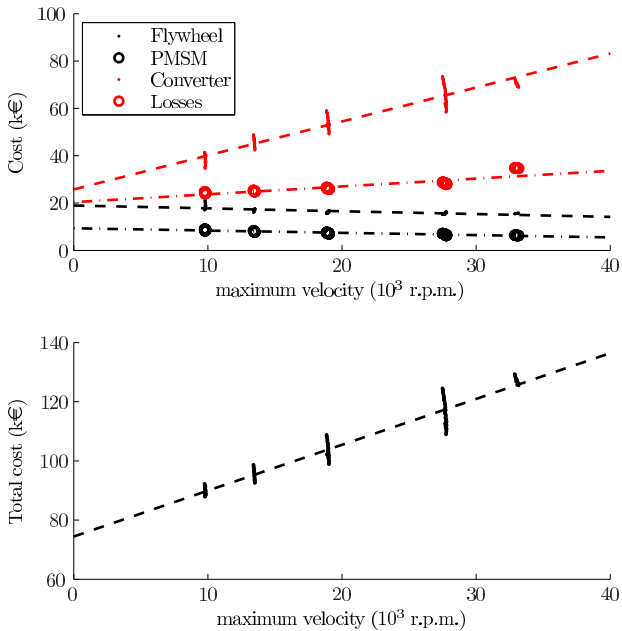 100
80
60
40
20
0
Cost (k€)
Flywheel
PMSM
Converter
Losses
0 10 20 30 40
maximum velocity (10³ r.p.m.)
140
120
100
80
60
Total cost (k€)
0 10 20 30 40
maximum velocity (10³ r.p.m.)